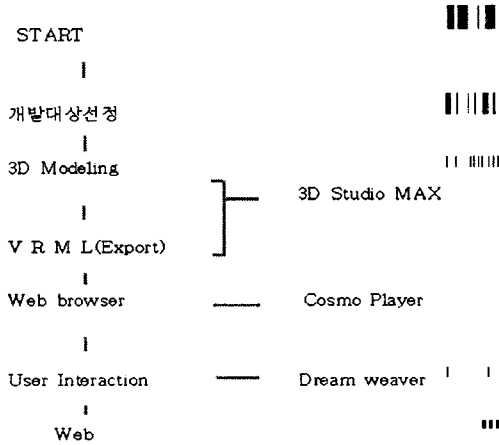 START
개발대상선정
3D Modeling
3D Studio MAX
V R M L(Export)
Web browser
Cosmo Player
User Interaction
Dream weaver
Web